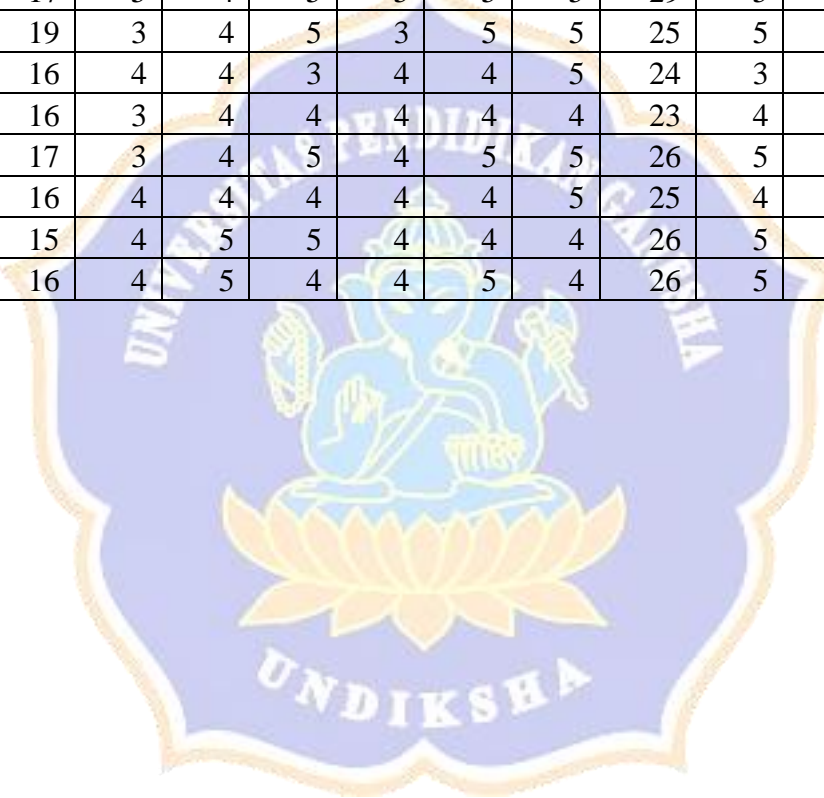 19 3 4 5 3 5 5 25 5
16 4 4 3 4 4 5 24 3
16 3 4 4 4 4 4 23 4
17 3 4 5 4 5 5 26 5
16 4 4 4 4 4 5 25 4
15 4 5 5 4 4 4 26 5
16 4 5 4 4 5 4 26 5
UNIVERSITAS PENDIDIKAN GANESHA
UNDIKSHA